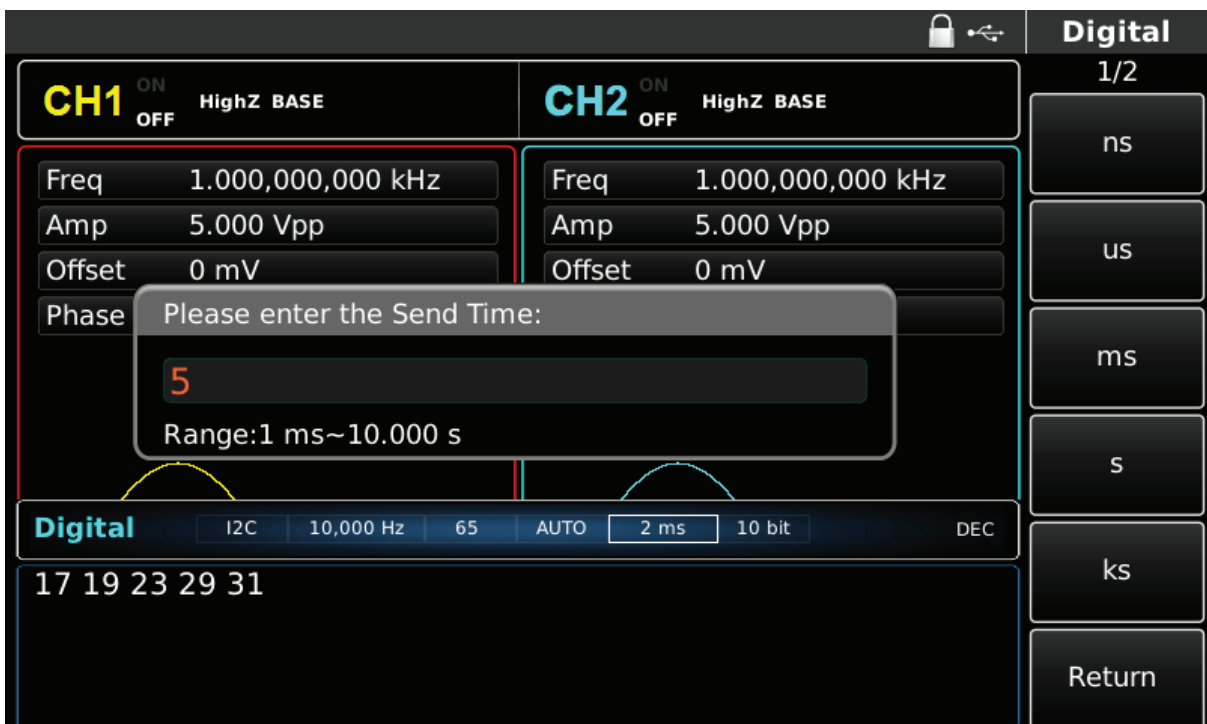 Digital
1/2
CH1 ON OFF HighZ BASE
CH2 ON OFF HighZ BASE
Freq 1.000,000,000 kHz
Amp 5.000 Vpp
Offset 0 mV
Phase
Freq 1.000,000,000 kHz
Amp 5.000 Vpp
Offset 0 mV
Please enter the Send Time:
5
Range:1 ms~10.000 s
Digital I2C 10,000 Hz 65 AUTO 2 ms 10 bit DEC
17 19 23 29 31
ns
us
ms
s
ks
Return